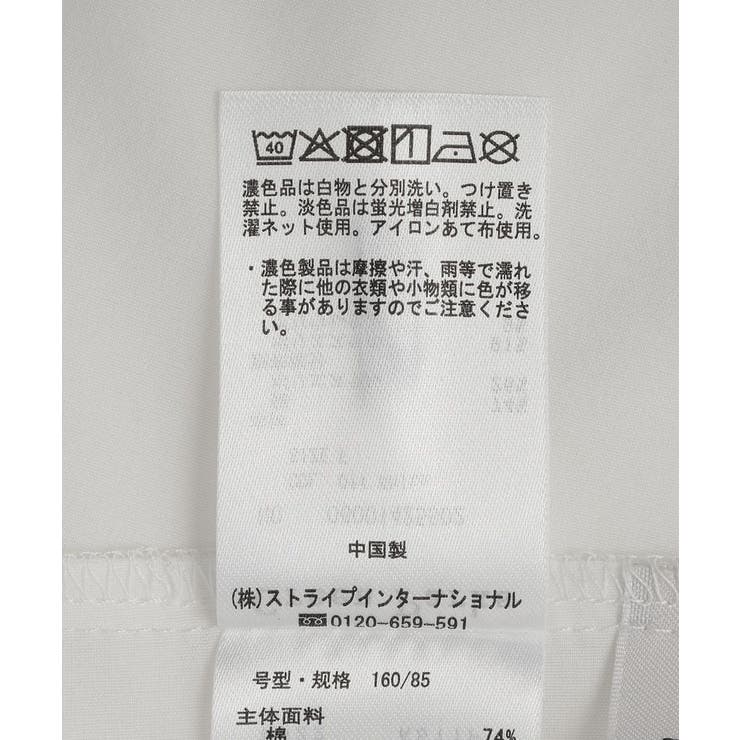 40
濃色品は白物と分別洗い。つけ置き
禁止。淡色品は蛍光増白剤禁止。洗
濯ネット使用。アイロンあて布使用。
・濃色製品は摩擦や汗、雨等で濡れ
た際に他の衣類や小物類に色が移
る事がありますのでご注意くださ
い。
中国製
(株)ストライプインターナショナル
0120-659-591
号型・规格 160/85
主体面料
棉 74%